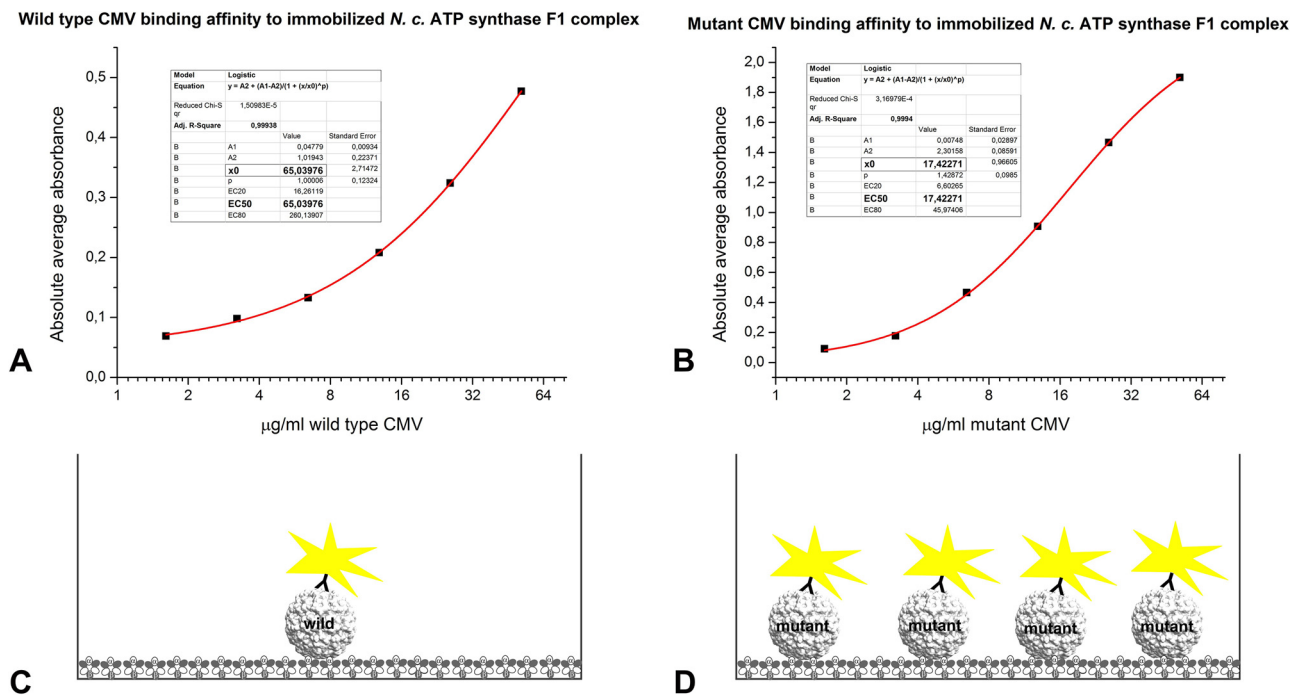 Wild type CMV binding affinity to immobilized N. c. ATP synthase F1 complex
Model Logistic
Equation y = A2 + (A1-A2)/(1 + (x/x0)^p)
Reduced Chi-S
qr 1,50983E-5
Adj. R-Square 0,99938
Value Standard Error
B A1 0,04779 0,00934
B A2 1,01943 0,22371
B x0 65,03976 2,71472
B p 1,00006 0,12324
B EC20 16,26119
B EC50 65,03976
B EC80 260,13907
Absolute average absorbance
0,5
0,4
0,3
0,2
0,1
0,0
1 2 4 8 16 32 64
µg/ml wild type CMV
A
Mutant CMV binding affinity to immobilized N. c. ATP synthase F1 complex
Model Logistic
Equation y = A2 + (A1-A2)/(1 + (x/x0)^p)
Reduced Chi-S
qr 3,16979E-4
Adj. R-Square 0,9994
Value Standard Error
B A1 0,00748 0,02897
B A2 2,30158 0,08591
B x0 17,42271 0,96605
B p 1,42872 0,0985
B EC20 6,60265
B EC50 17,42271
B EC80 45,97406
Absolute average absorbance
2,0
1,8
1,6
1,4
1,2
1,0
0,8
0,6
0,4
0,2
0,0
1 2 4 8 16 32 64
µg/ml mutant CMV
B
wild
C
mutant mutant mutant mutant
D